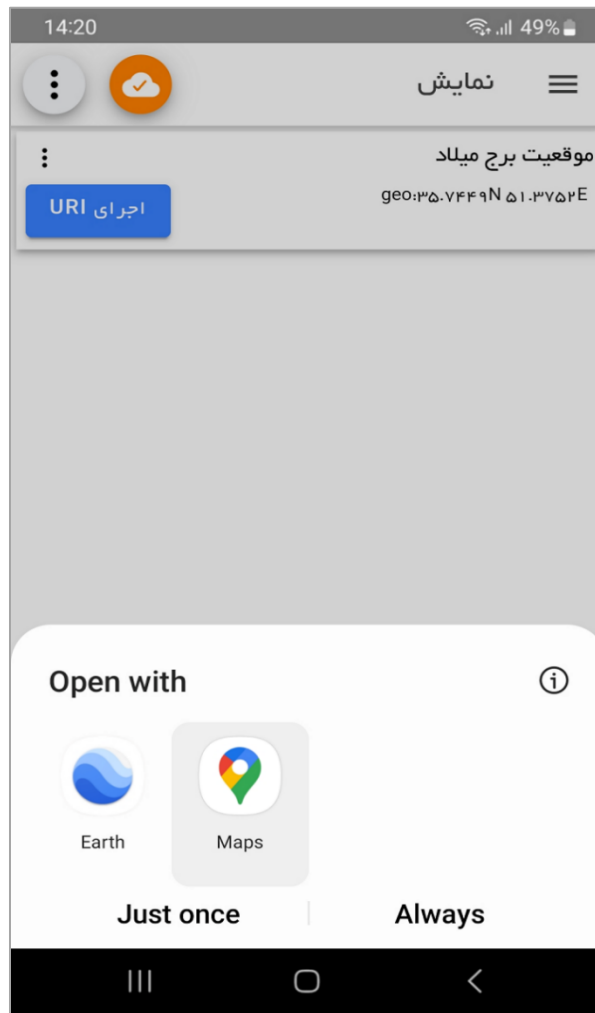 14:20 49%
نمایش
موقعیت برج میلاد
geo:۳۵.۷۴۴۹N ۵۱.۳۷۵۲E
اجرای URI
Open with
Earth Maps
Just once Always